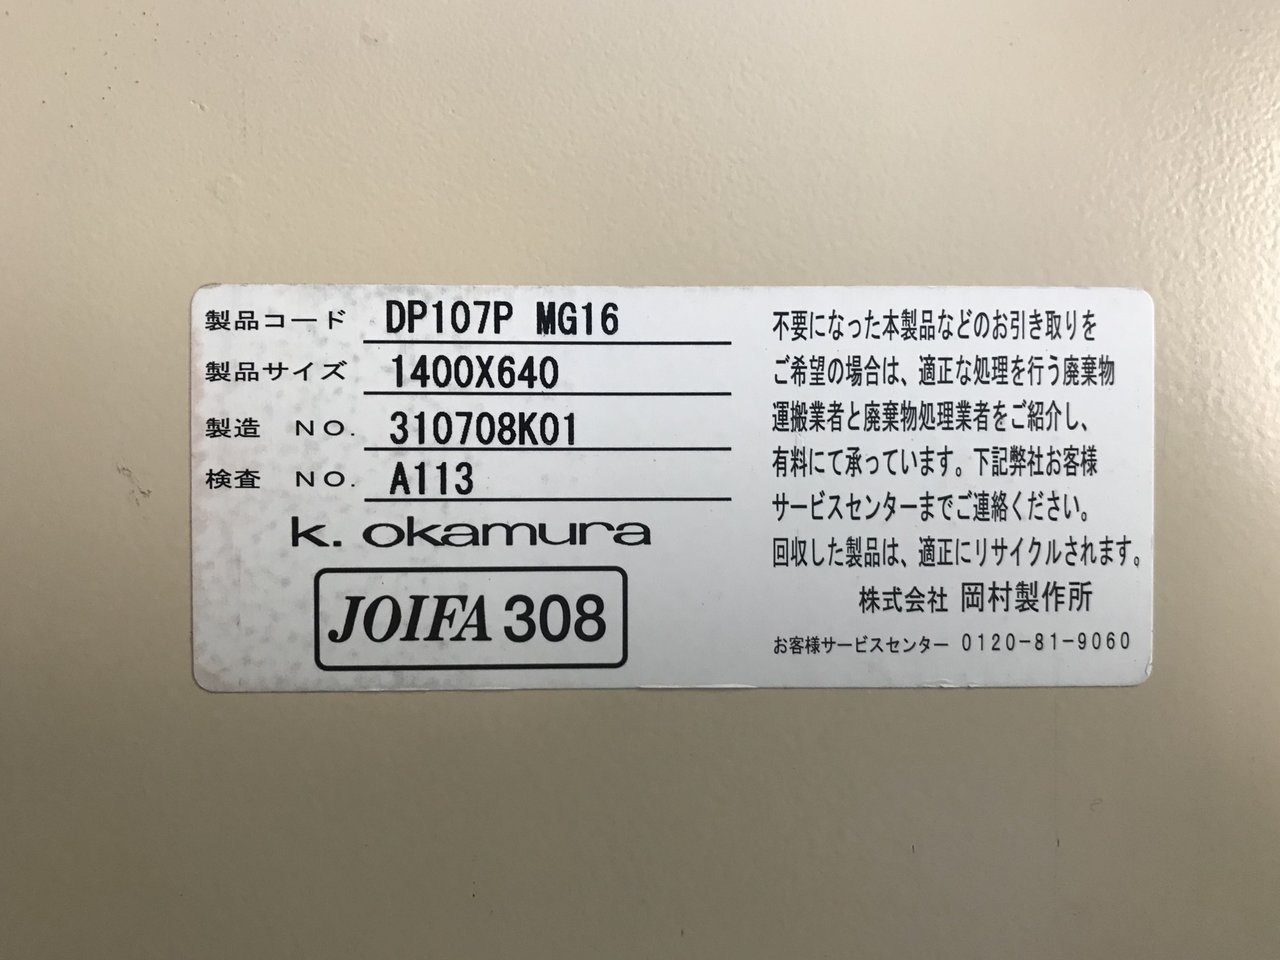 製品コード DP107P MG16
製品サイズ 1400X640
製造 NO. 310708K01
検査 NO. A113
k. okamura
JOIFA 308
不要になった本製品などのお引き取りを
ご希望の場合は、適正な処理を行う廃棄物
運搬業者と廃棄物処理業者をご紹介し、
有料にて承っています。下記弊社お客様
サービスセンターまでご連絡ください。
回収した製品は、適正にリサイクルされます。
株式会社 岡村製作所
お客様サービスセンター 0120-81-9060